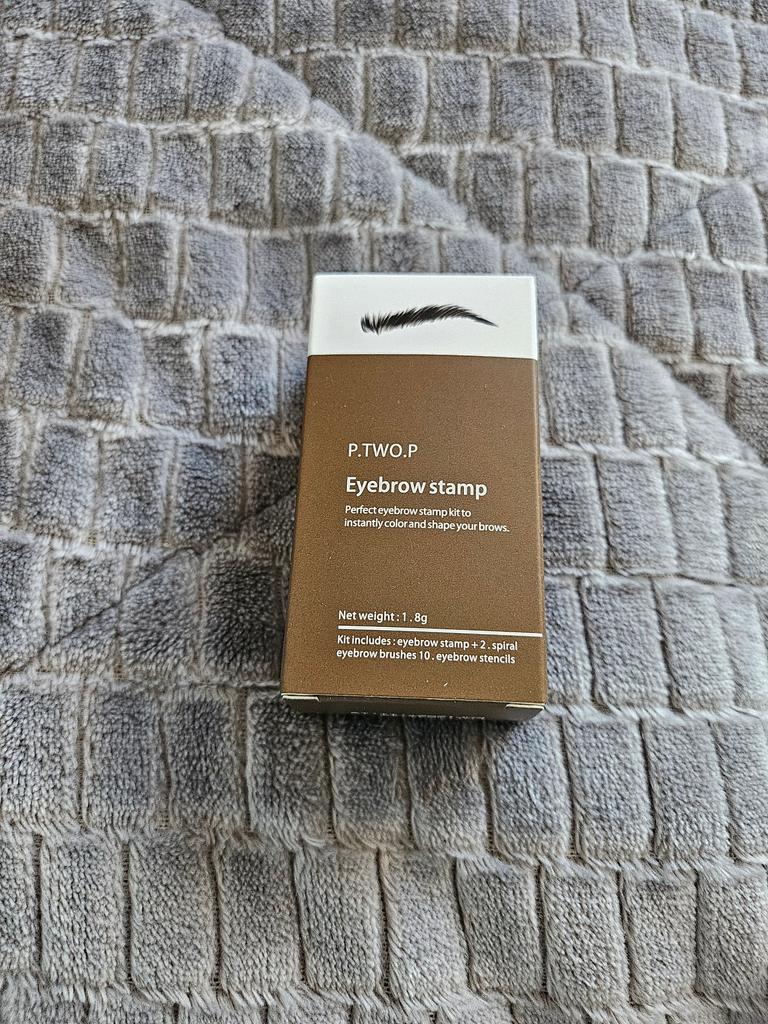 P.TWO.P
Eyebrow stamp
Perfect eyebrow stamp kit to
instantly color and shape your brows.
Net weight : 1 . 8g
Kit includes : eyebrow stamp + 2 . spiral
eyebrow brushes 10 . eyebrow stencils